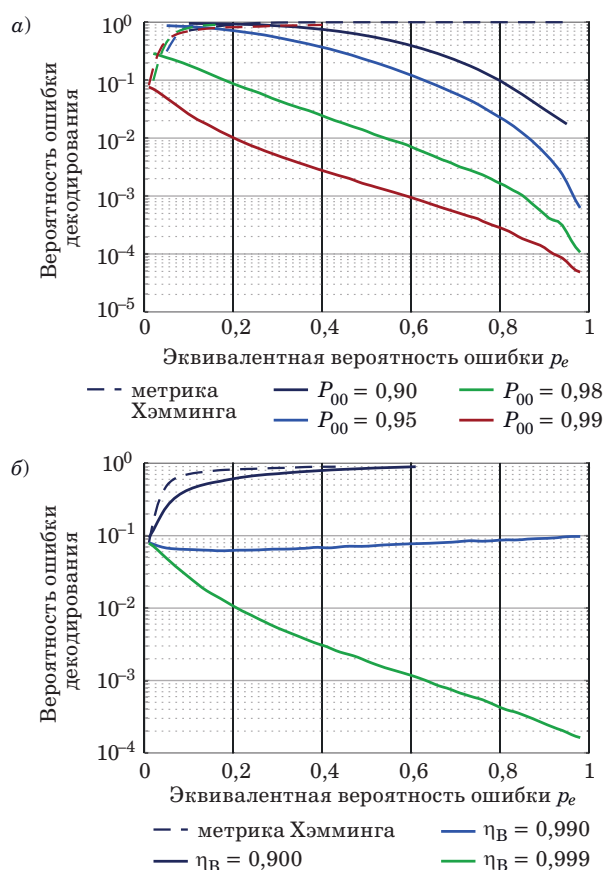 а)
Вероятность ошибки
декодирования
10⁰
10⁻¹
10⁻²
10⁻³
10⁻⁴
10⁻⁵
0 0,2 0,4 0,6 0,8 1
Эквивалентная вероятность ошибки pₑ
метрика
Хэмминга
P₀₀ = 0,90
P₀₀ = 0,95
P₀₀ = 0,98
P₀₀ = 0,99
б)
Вероятность ошибки
декодирования
10⁰
10⁻¹
10⁻²
10⁻³
10⁻⁴
0 0,2 0,4 0,6 0,8 1
Эквивалентная вероятность ошибки pₑ
метрика Хэмминга
η_В = 0,900
η_В = 0,990
η_В = 0,999